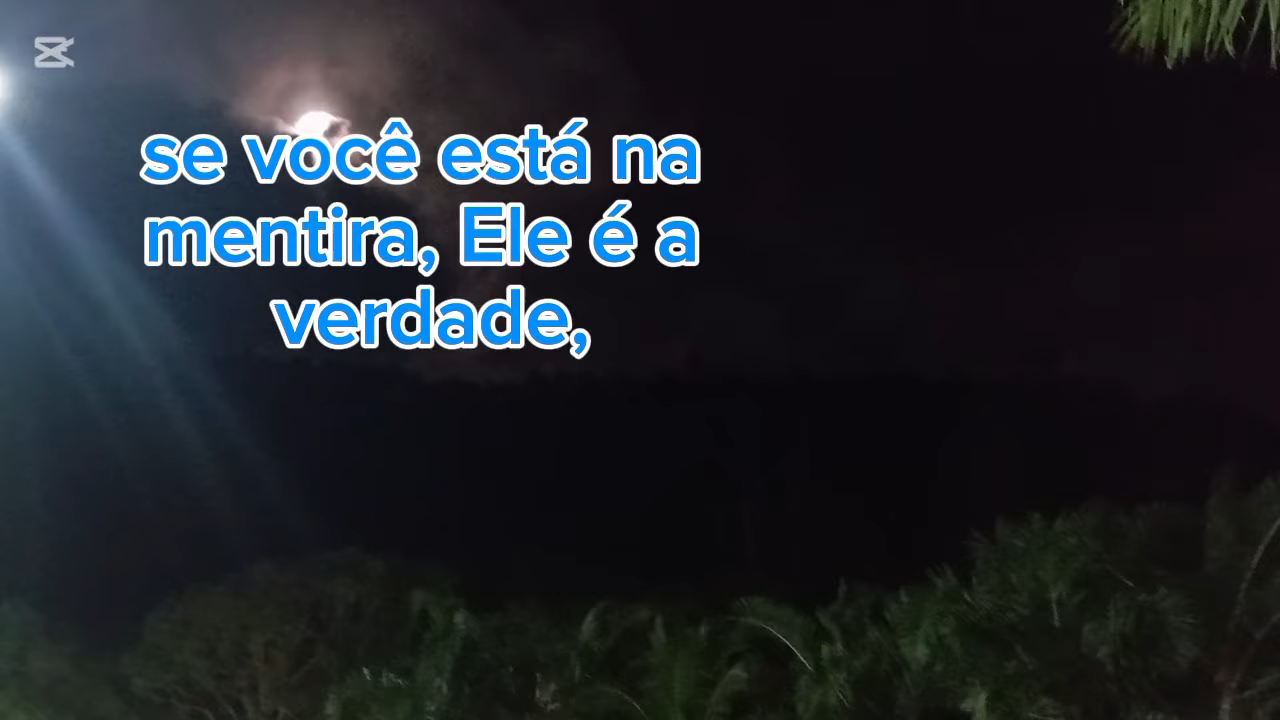 se você está na
mentira, Ele é a
verdade,